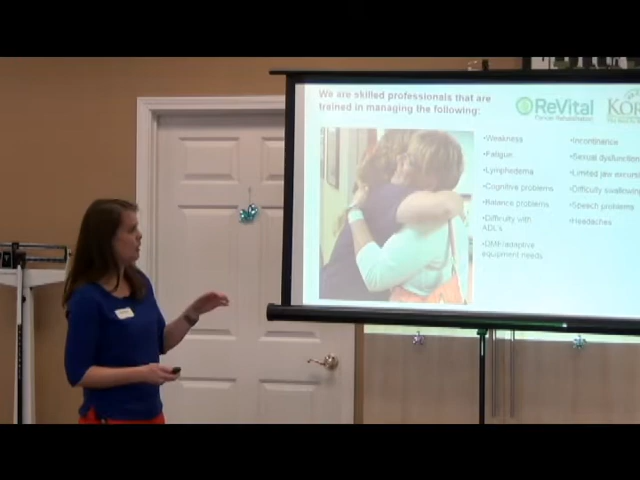 We are skilled professionals that are
trained in managing the following:
ReVital
Cancer Rehabilitation
KOR
•Weakness
•Fatigue
•Lymphedema
•Cognitive problems
•Balance problems
•Difficulty with
ADL's
•DME/adaptive
equipment needs
•Incontinence
•Sexual dysfunction
•Limited jaw excursi
•Difficulty swallowing
•Speech problems
•Headaches